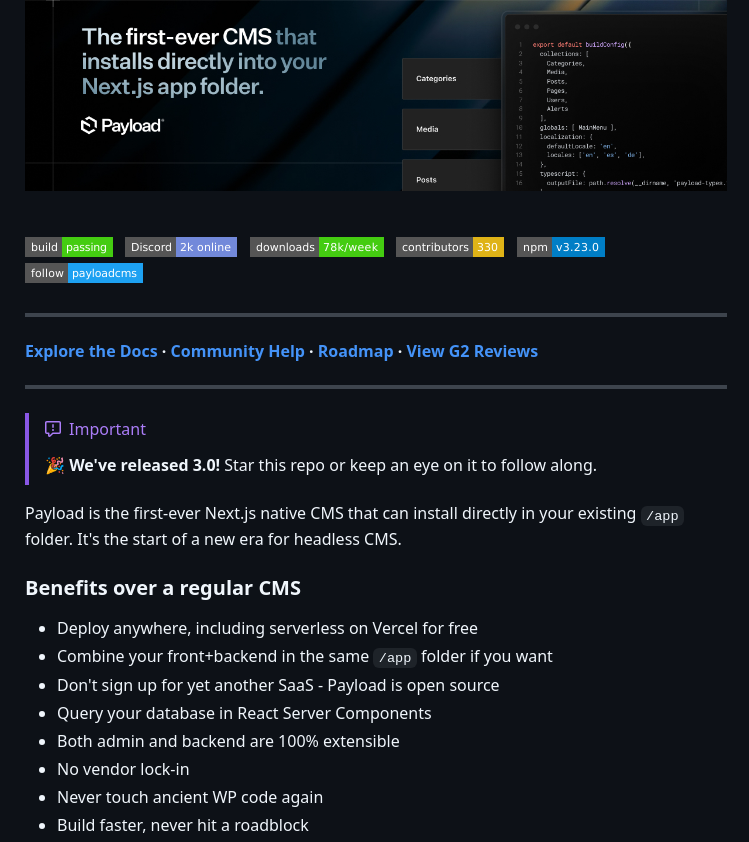 The first-ever CMS that
installs directly into your
Next.js app folder.
Payload
Categories
Media
Posts
1 export default buildConfig({
2 collections: [
3 Categories,
4 Media,
5 Posts,
6 Pages,
7 Users,
8 Alerts
9 ],
10 globals: [ MainMenu ],
11 localization: {
12 defaultLocale: 'en',
13 locales: ['en', 'es', 'de'],
14 },
15 typescript: {
16 outputFile: path.resolve(__dirname, 'payload-types.
build passing Discord 2k online downloads 78k/week contributors 330 npm v3.23.0
follow payloadcms
Explore the Docs · Community Help · Roadmap · View G2 Reviews
Important
🎉 We've released 3.0! Star this repo or keep an eye on it to follow along.
Payload is the first-ever Next.js native CMS that can install directly in your existing /app
folder. It's the start of a new era for headless CMS.
Benefits over a regular CMS
• Deploy anywhere, including serverless on Vercel for free
• Combine your front+backend in the same /app folder if you want
• Don't sign up for yet another SaaS - Payload is open source
• Query your database in React Server Components
• Both admin and backend are 100% extensible
• No vendor lock-in
• Never touch ancient WP code again
• Build faster, never hit a roadblock